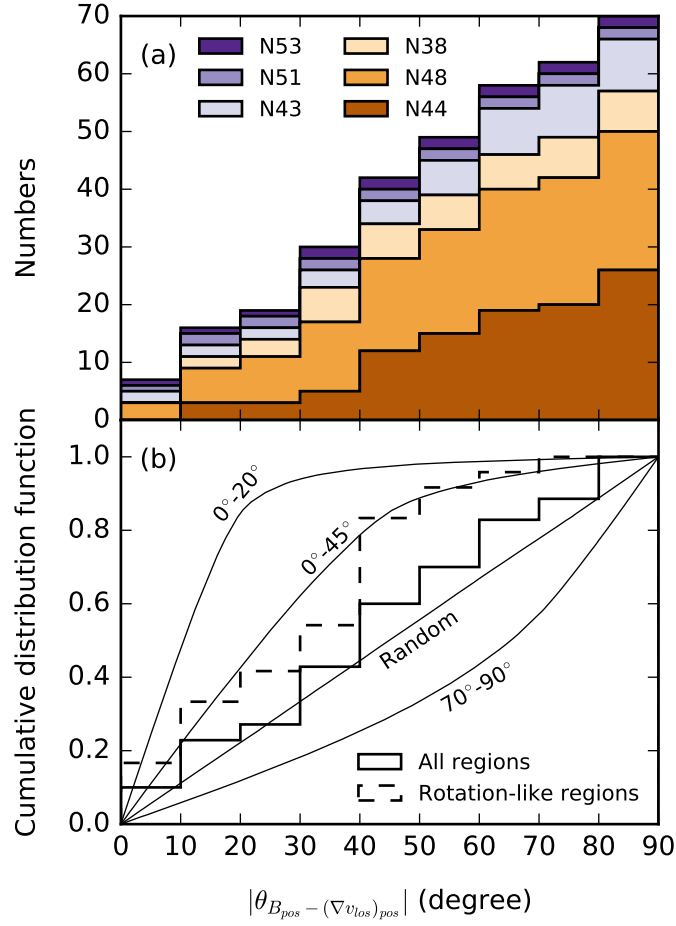 70
60
50
40
30
20
10
0
Numbers
(a)
N53
N51
N43
N38
N48
N44
1.0
0.8
0.6
0.4
0.2
0.0
Cumulative distribution function
(b)
0°-20°
0°-45°
Random
70°-90°
All regions
Rotation-like regions
0 10 20 30 40 50 60 70 80 90
|θ_{B_{pos} − (∇v_{los})_{pos}}| (degree)